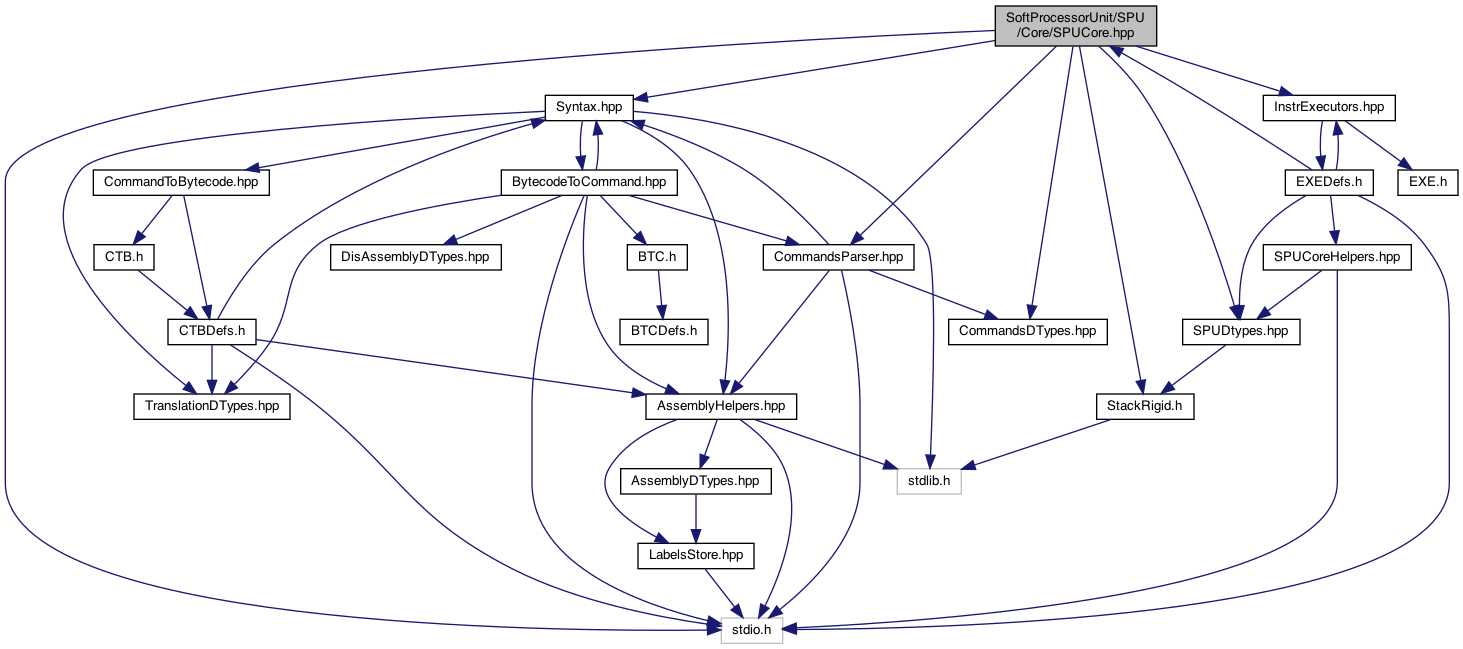 SoftProcessorUnit/SPU
/Core/SPUCore.hpp
Syntax.hpp
InstrExecutors.hpp
CommandToBytecode.hpp
BytecodeToCommand.hpp
EXEDefs.h
EXE.h
CTB.h
DisAssemblyDTypes.hpp
BTC.h
CommandsParser.hpp
SPUCoreHelpers.hpp
CTBDefs.h
BTCDefs.h
CommandsDTypes.hpp
SPUDtypes.hpp
TranslationDTypes.hpp
AssemblyHelpers.hpp
StackRigid.h
AssemblyDTypes.hpp
stdlib.h
LabelsStore.hpp
stdio.h